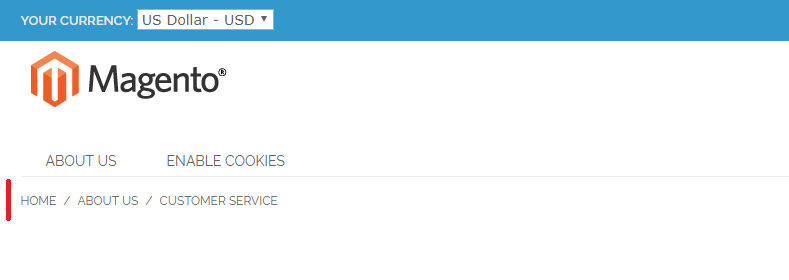 YOUR CURRENCY: US Dollar - USD
Magento®
ABOUT US ENABLE COOKIES
HOME / ABOUT US / CUSTOMER SERVICE